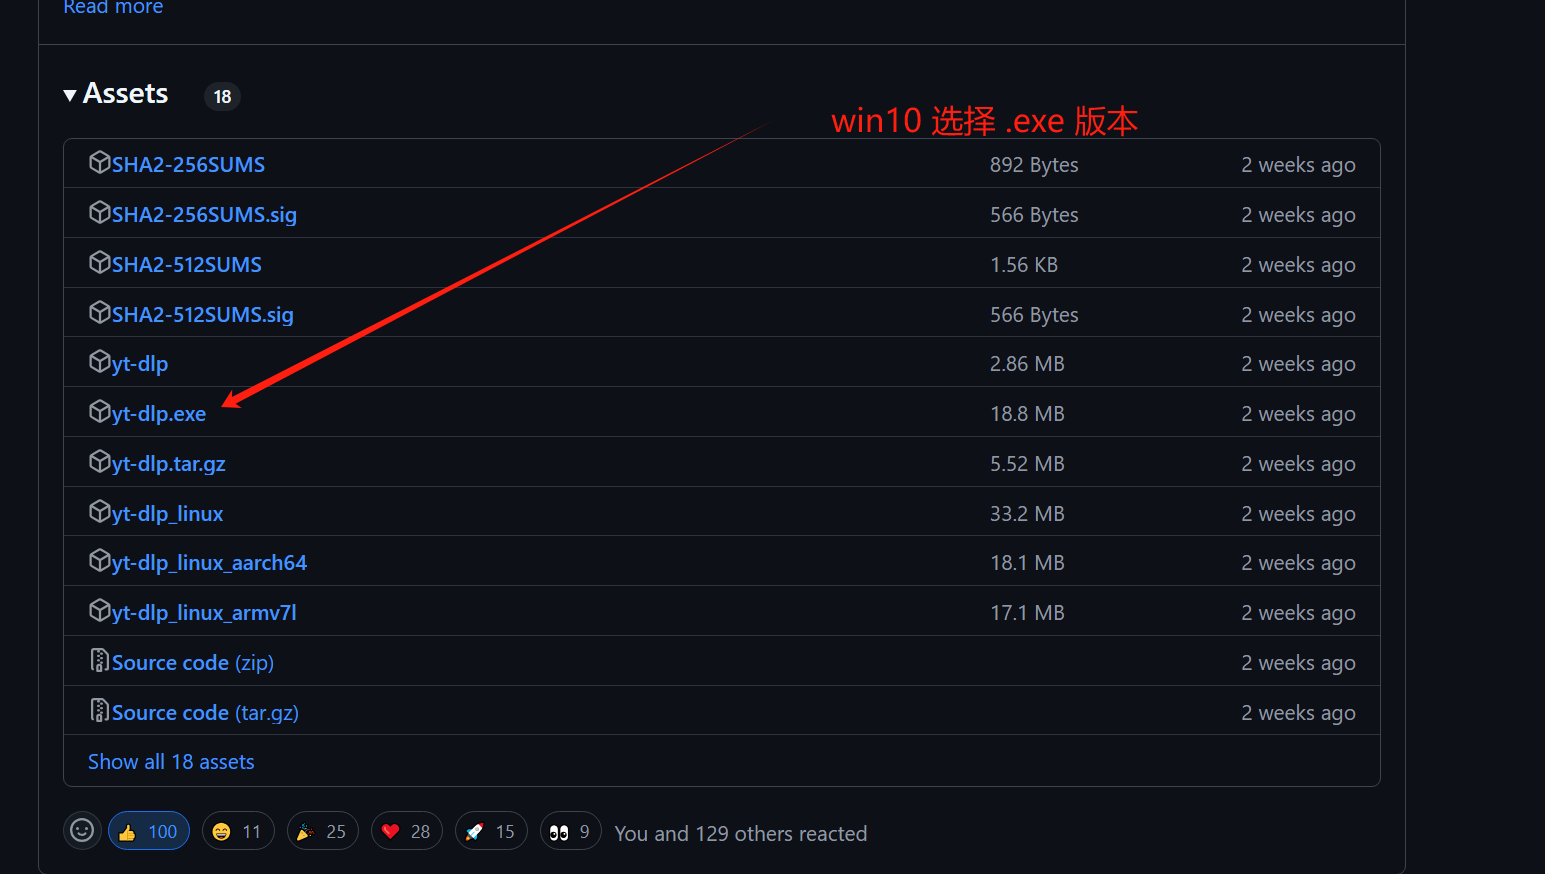 Read more
Assets 18
win10 选择 .exe 版本
SHA2-256SUMS 892 Bytes 2 weeks ago
SHA2-256SUMS.sig 566 Bytes 2 weeks ago
SHA2-512SUMS 1.56 KB 2 weeks ago
SHA2-512SUMS.sig 566 Bytes 2 weeks ago
yt-dlp 2.86 MB 2 weeks ago
yt-dlp.exe 18.8 MB 2 weeks ago
yt-dlp.tar.gz 5.52 MB 2 weeks ago
yt-dlp_linux 33.2 MB 2 weeks ago
yt-dlp_linux_aarch64 18.1 MB 2 weeks ago
yt-dlp_linux_armv7l 17.1 MB 2 weeks ago
Source code (zip) 2 weeks ago
Source code (tar.gz) 2 weeks ago
Show all 18 assets
👍 100 😄 11 🎉 25 ❤️ 28 🚀 15 👀 9 You and 129 others reacted